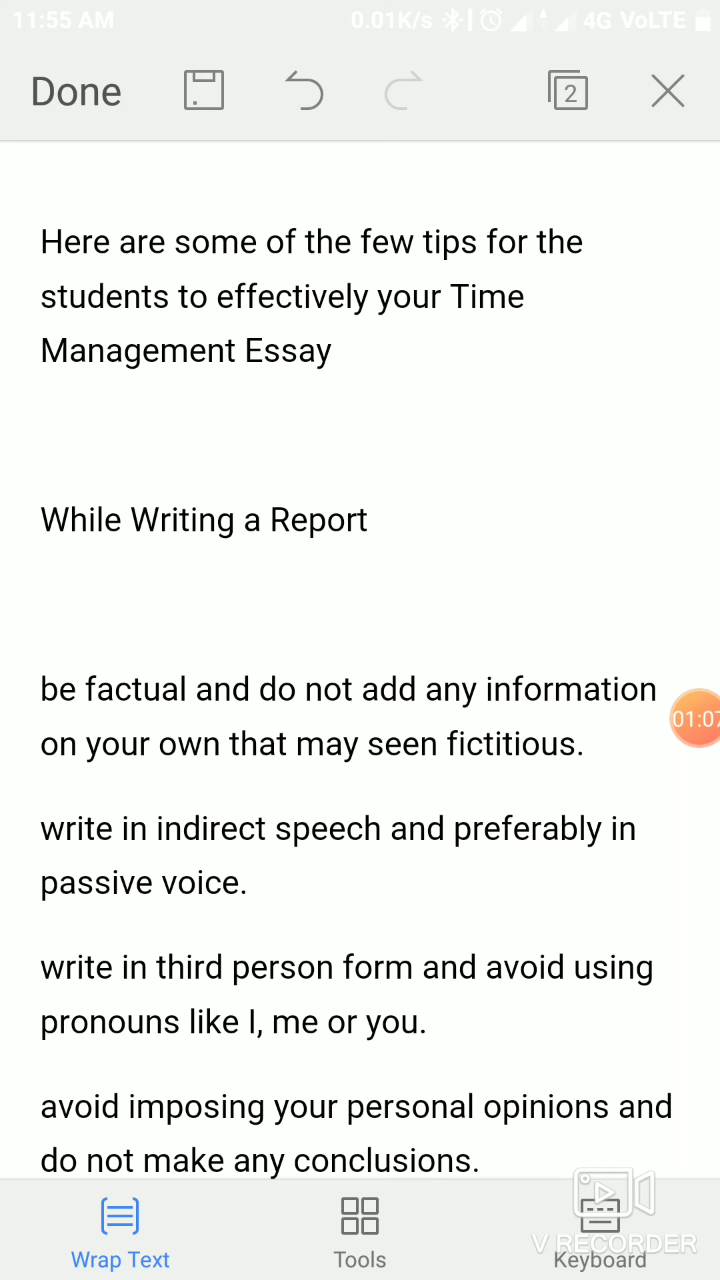 11:55 AM 0.01K/s 4G VoLTE
Done 2
Here are some of the few tips for the
students to effectively your Time
Management Essay
While Writing a Report
be factual and do not add any information
on your own that may seen fictitious.
01:07
write in indirect speech and preferably in
passive voice.
write in third person form and avoid using
pronouns like I, me or you.
avoid imposing your personal opinions and
do not make any conclusions.
V RECORDER
Wrap Text Tools Keyboard